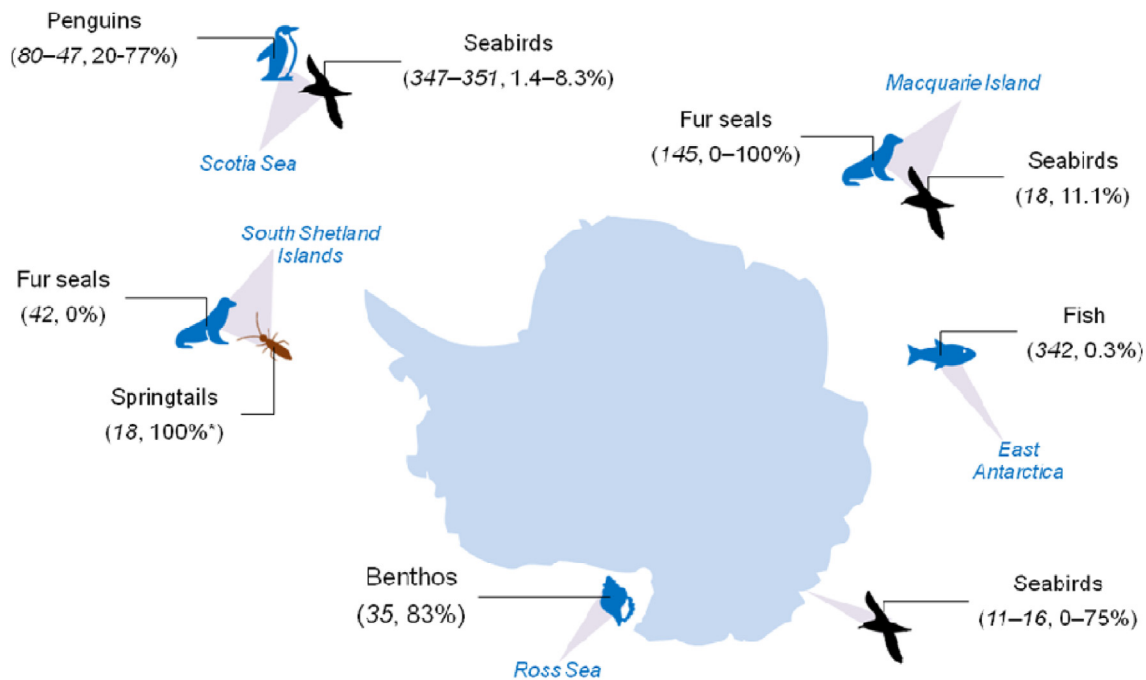 Penguins
(80–47, 20-77%)
Seabirds
(347–351, 1.4–8.3%)
Scotia Sea
Macquarie Island
Fur seals
(145, 0–100%)
Seabirds
(18, 11.1%)
South Shetland
Islands
Fur seals
(42, 0%)
Springtails
(18, 100%*)
Fish
(342, 0.3%)
East
Antarctica
Benthos
(35, 83%)
Ross Sea
Seabirds
(11–16, 0–75%)